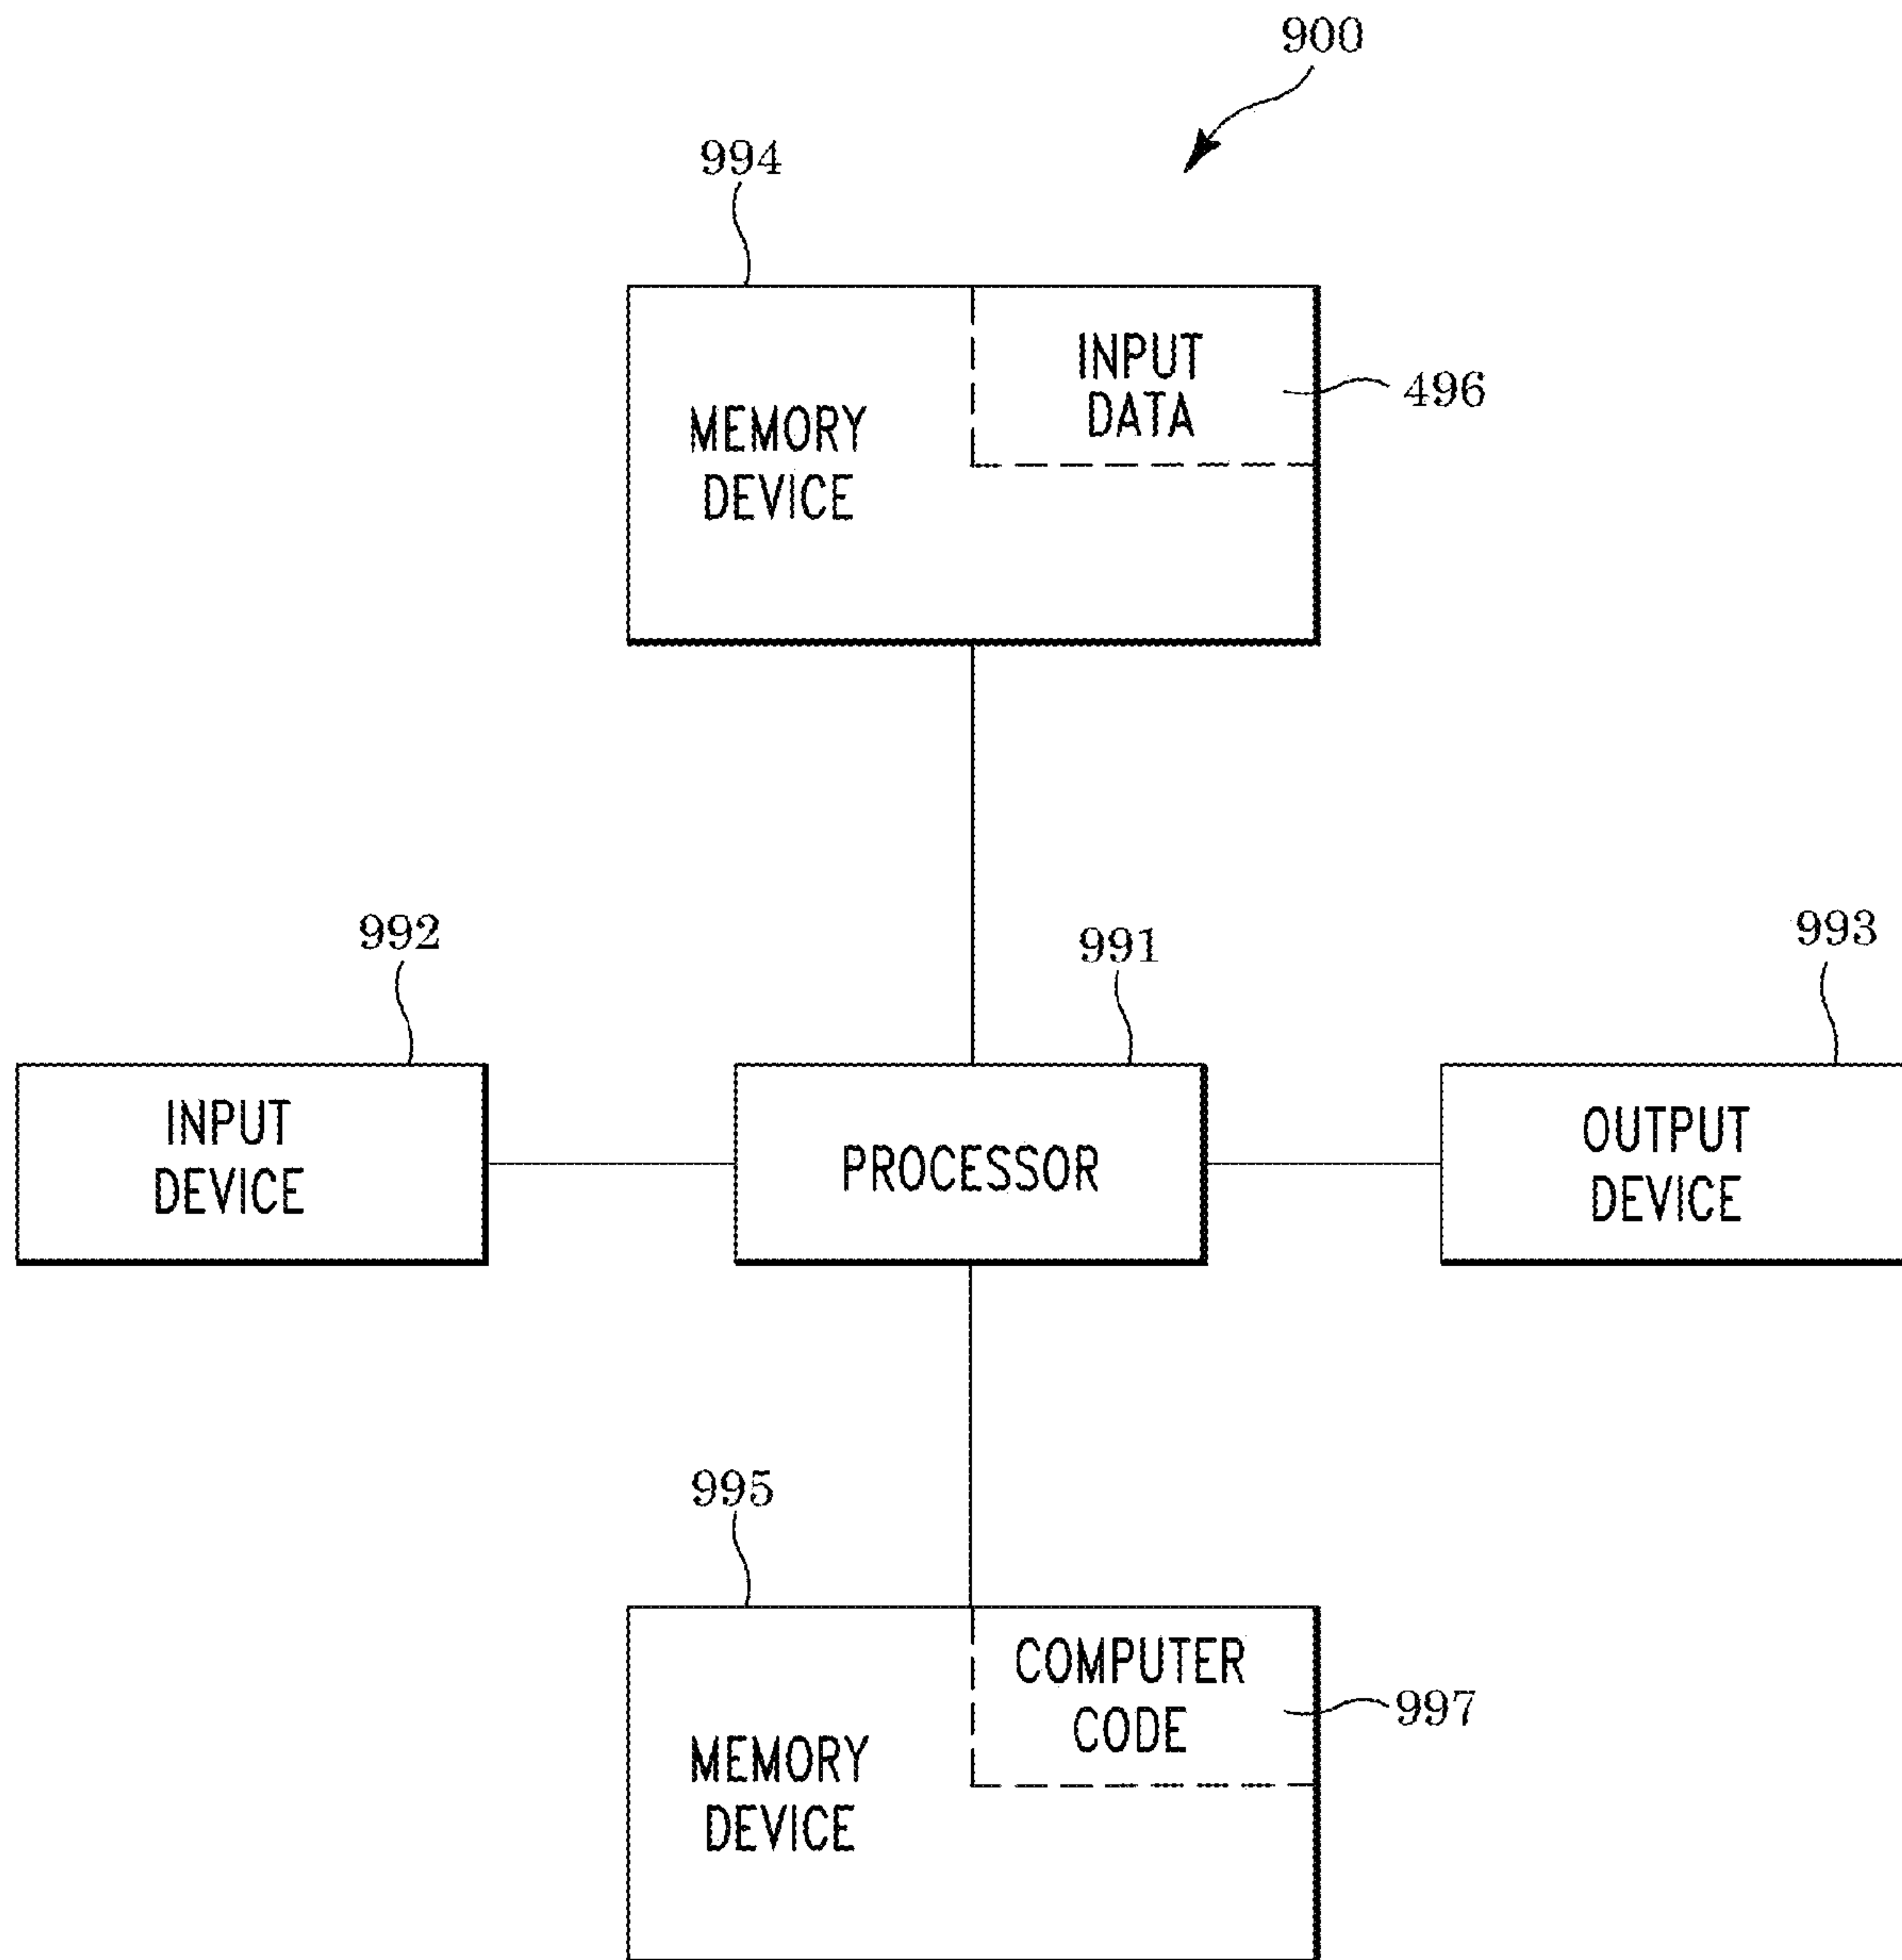 900
994
INPUT
DATA
496
MEMORY
DEVICE
992
991
993
INPUT
DEVICE
PROCESSOR
OUTPUT
DEVICE
995
COMPUTER
CODE
997
MEMORY
DEVICE